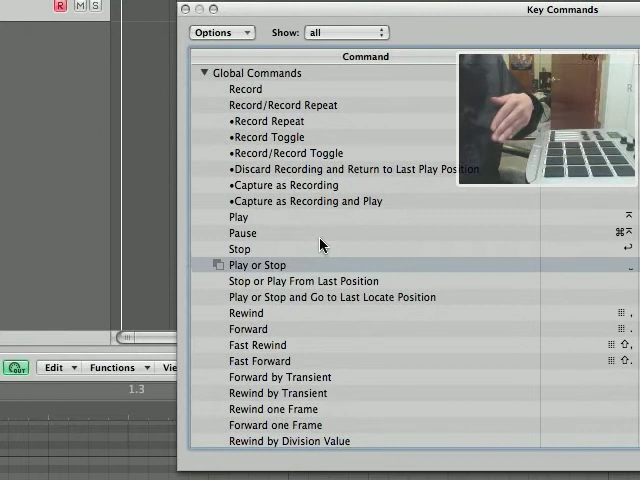 R M S
Key Commands
Options Show: all
Command Key
Global Commands
Record R
Record/Record Repeat
•Record Repeat
•Record Toggle
•Record/Record Toggle
•Discard Recording and Return to Last Play Position
•Capture as Recording
•Capture as Recording and Play
Play ⌅
Pause ⌘⌅
Stop ↩
Play or Stop _
Stop or Play From Last Position
Play or Stop and Go to Last Locate Position
Rewind ,
Forward .
Fast Rewind ⇧,
Fast Forward ⇧.
Forward by Transient
Rewind by Transient
Rewind one Frame
Forward one Frame
Rewind by Division Value
OUT Edit Functions Vie
1.3